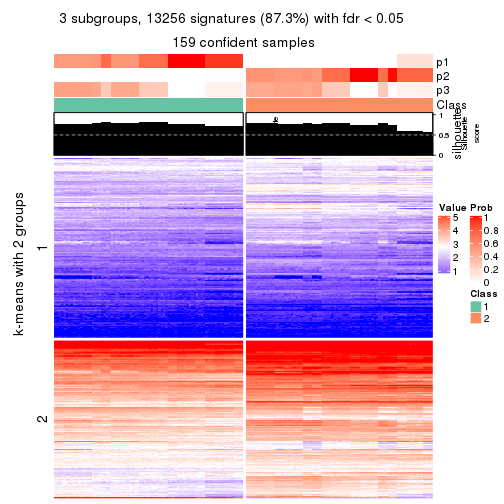 3 subgroups, 13256 signatures (87.3%) with fdr < 0.05
159 confident samples
p1
p2
p3
Class
1
0.5
0
silhouette
Silhouette
score
k-means with 2 groups
1
2
Value
5
4
3
2
1
Prob
1
0.8
0.6
0.4
0.2
0
Class
1
2